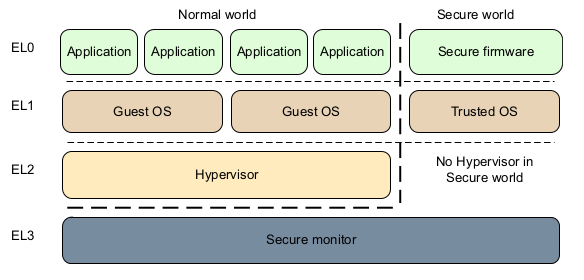 Normal world Secure world
EL0 Application Application Application Application Secure firmware
EL1 Guest OS Guest OS Trusted OS
EL2 Hypervisor No Hypervisor in
Secure world
EL3 Secure monitor